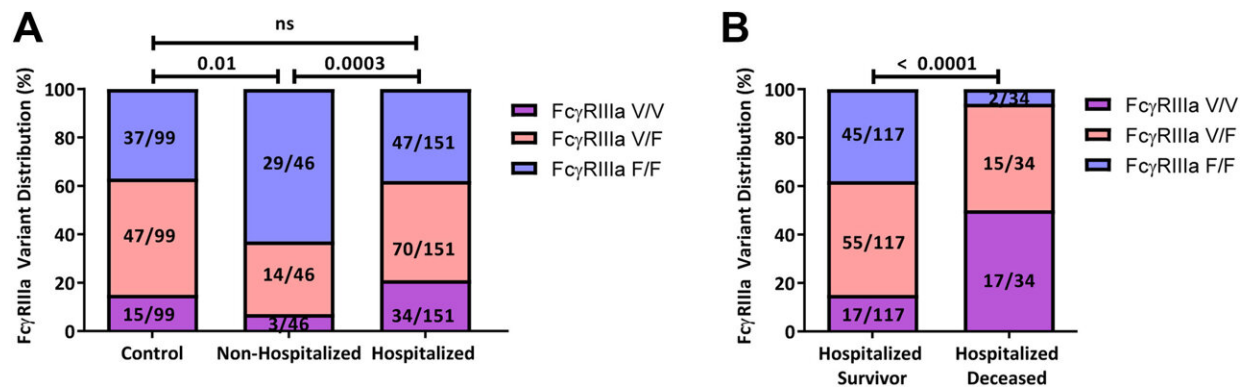 A
FcγRIIIa Variant Distribution (%)
100
80
60
40
20
0
ns
0.01
0.0003
37/99
47/99
15/99
29/46
14/46
3/46
47/151
70/151
34/151
Control
Non-Hospitalized
Hospitalized
FcγRIIIa V/V
FcγRIIIa V/F
FcγRIIIa F/F
B
FcγRIIIa Variant Distribution (%)
100
80
60
40
20
0
< 0.0001
45/117
55/117
17/117
2/34
15/34
17/34
Hospitalized
Survivor
Hospitalized
Deceased
FcγRIIIa V/V
FcγRIIIa V/F
FcγRIIIa F/F